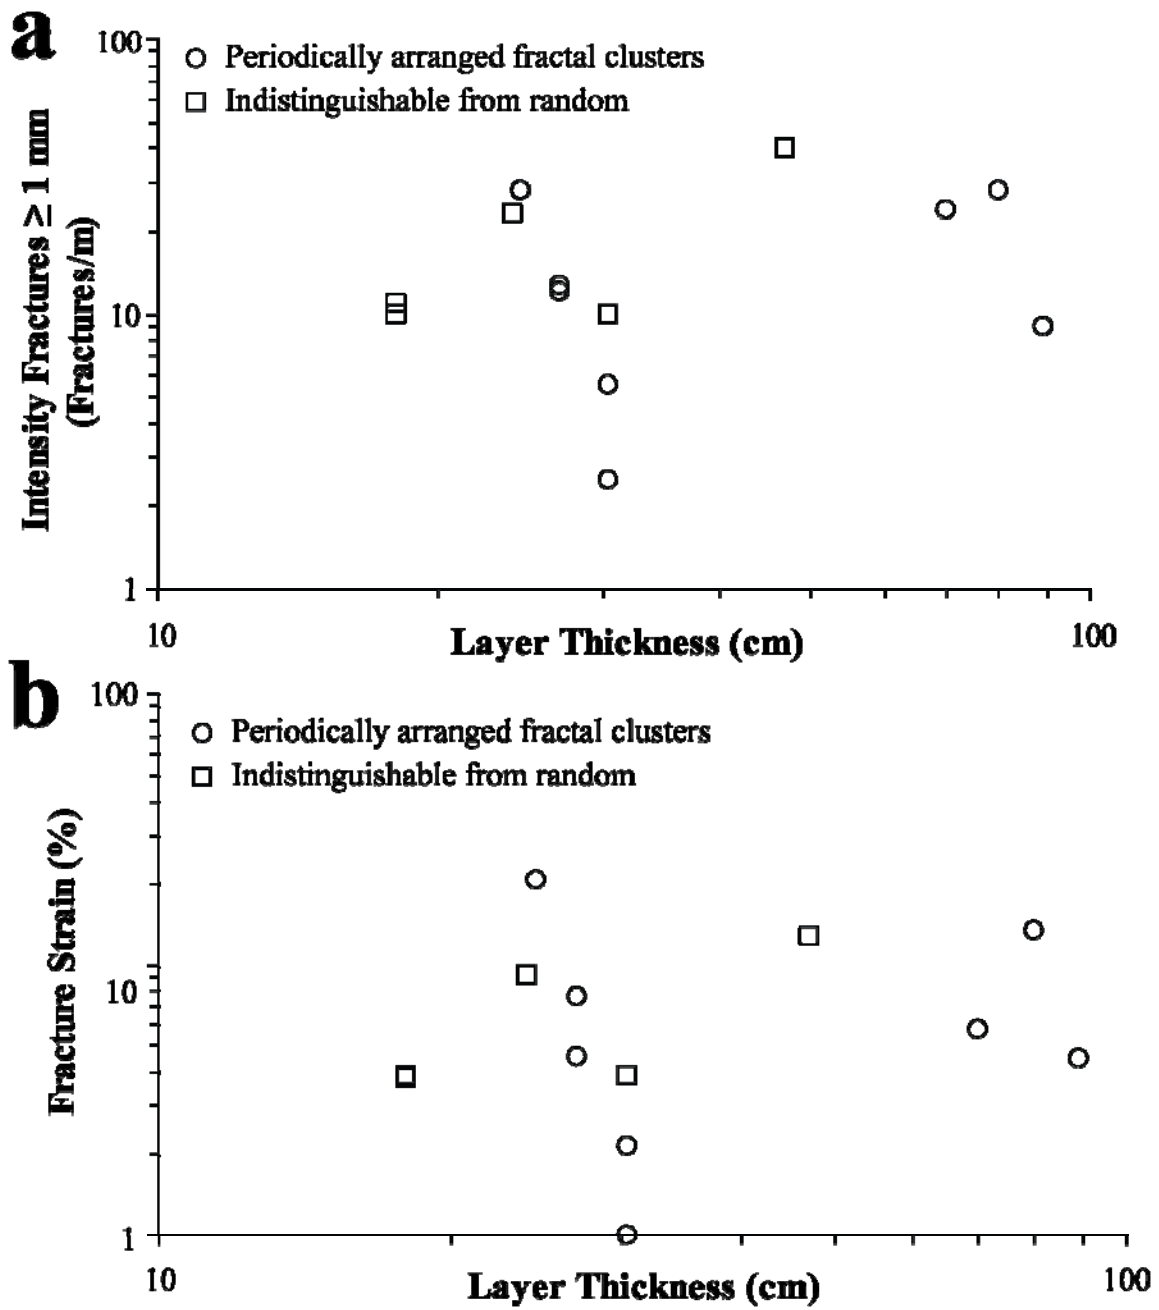 a
100
Periodically arranged fractal clusters
Indistinguishable from random
Intensity Fractures ≥ 1 mm
(Fractures/m)
10
1
10
Layer Thickness (cm)
100
b
100
Periodically arranged fractal clusters
Indistinguishable from random
Fracture Strain (%)
10
1
10
Layer Thickness (cm)
100